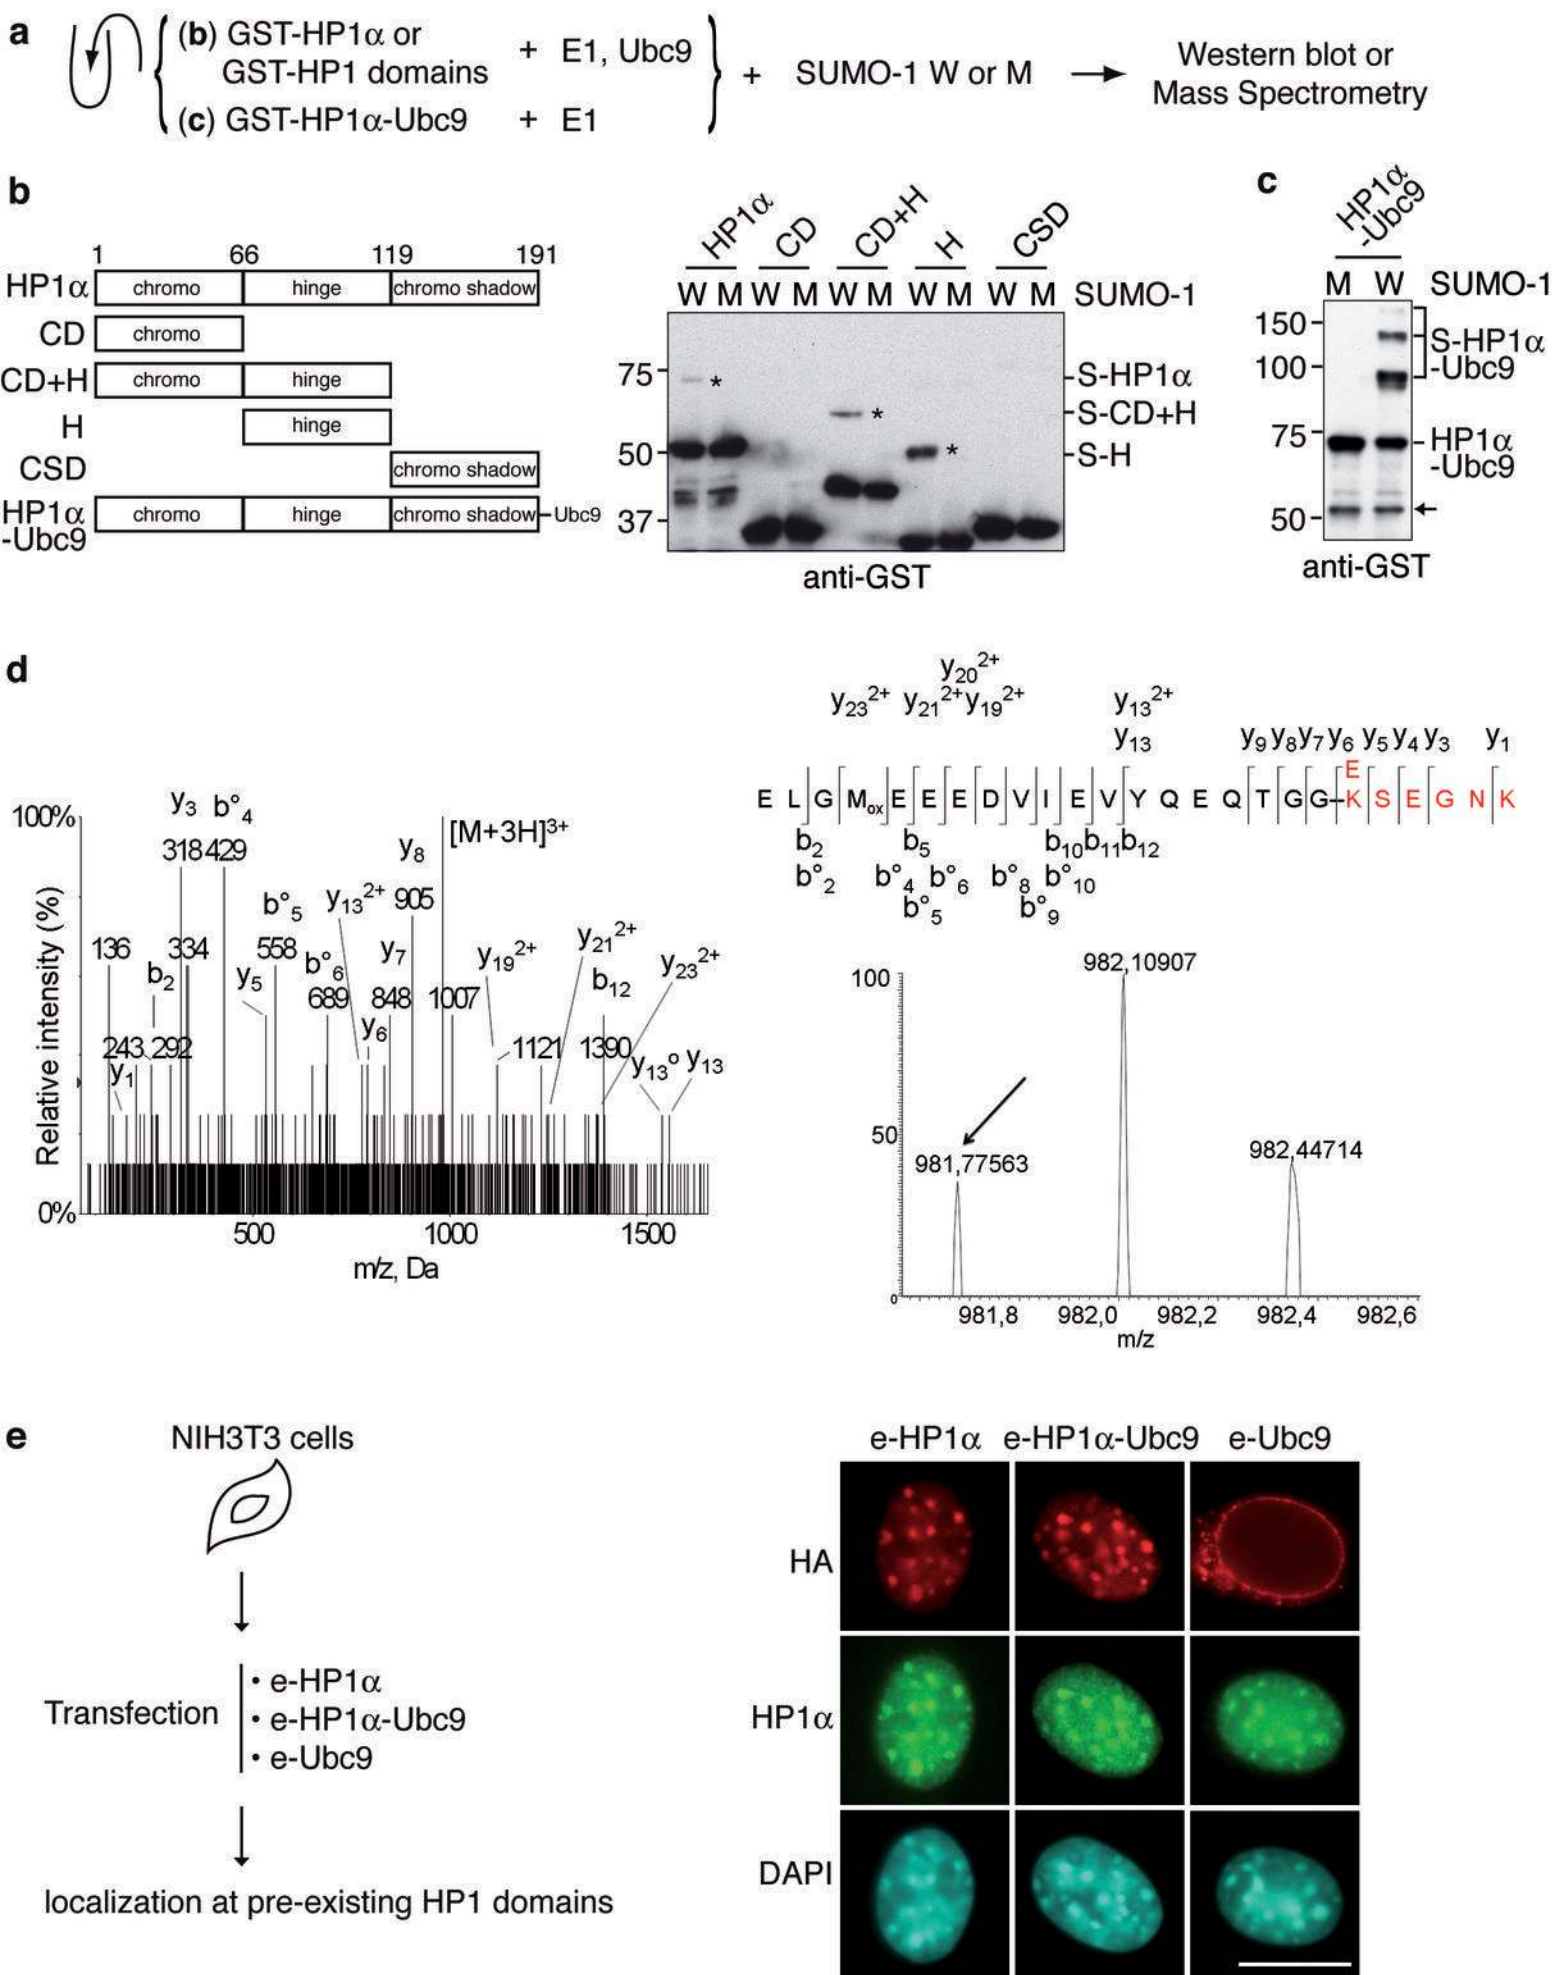 a
(b) GST-HP1α or + E1, Ubc9
GST-HP1 domains
(c) GST-HP1α-Ubc9 + E1
+ SUMO-1 W or M
Western blot or
Mass Spectrometry
b
1 66 119 191
HP1α chromo hinge chromo shadow
CD chromo
CD+H chromo hinge
H hinge
CSD chromo shadow
HP1α chromo hinge chromo shadow Ubc9
-Ubc9
HP1α CD CD+H H CSD
W M W M W M W M W M SUMO-1
75
50
37
*
*
*
S-HP1α
S-CD+H
S-H
anti-GST
c
HP1α
-Ubc9
M W SUMO-1
150
100
75
50
S-HP1α
-Ubc9
HP1α
-Ubc9
anti-GST
d
100%
0%
Relative intensity (%)
y3 b°4
318 429
[M+3H]3+
y8
905
b°5
558
y13 2+
136
334
b2
y5
b°6
689
y7
848
1007
y19 2+
y21 2+
b12
y23 2+
y6
243 292
1121
1390
y1
y13° y13
500 1000 1500
m/z, Da
y20 2+
y23 2+ y21 2+ y19 2+ y13 2+
y13 y9 y8 y7 y6 y5 y4 y3 y1
E
E L G Mox E E E D V I E V Y Q E Q T G G-K S E G N K
b2 b5 b10 b11 b12
b°2 b°4 b°6 b°8 b°10
b°5 b°9
100
50
0
982,10907
981,77563
982,44714
981,8 982,0 982,2 982,4 982,6
m/z
e
NIH3T3 cells
Transfection
• e-HP1α
• e-HP1α-Ubc9
• e-Ubc9
localization at pre-existing HP1 domains
e-HP1α e-HP1α-Ubc9 e-Ubc9
HA
HP1α
DAPI